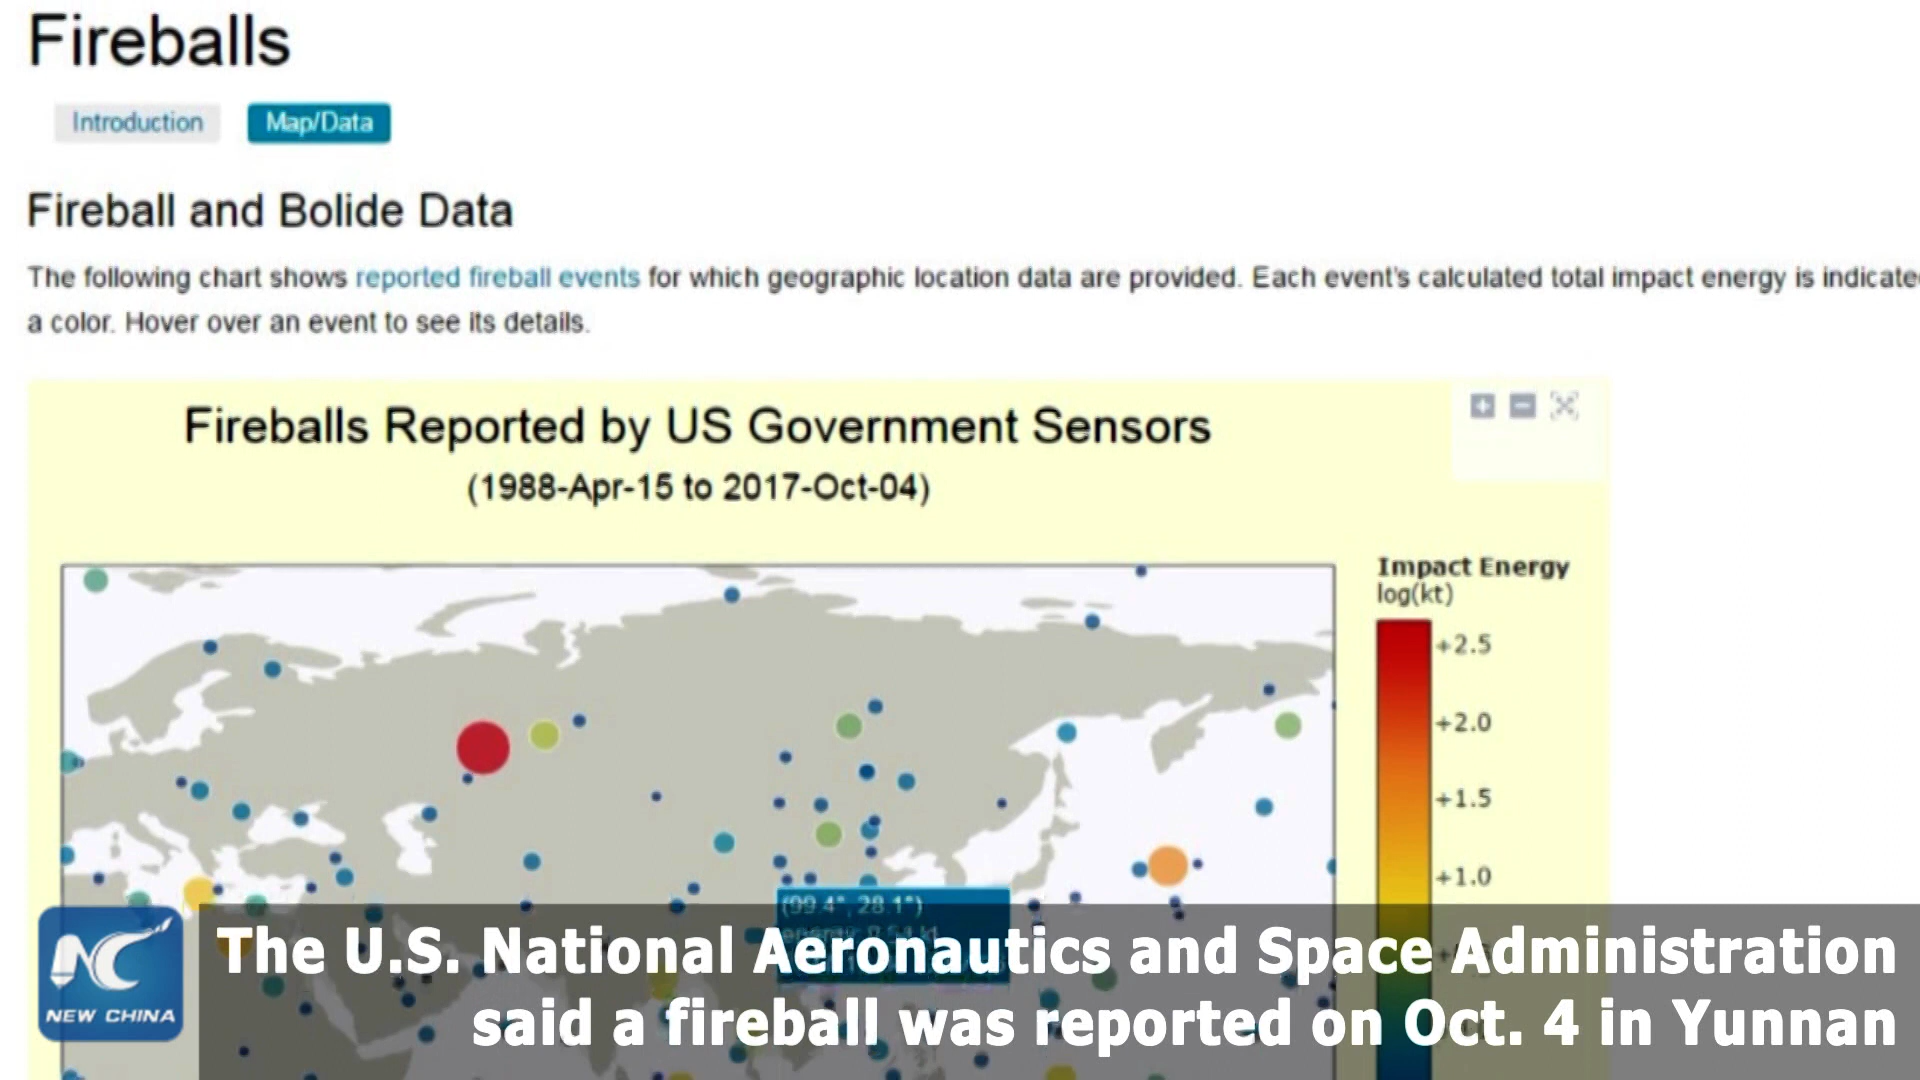 Fireballs
Introduction
Map/Data
Fireball and Bolide Data
The following chart shows reported fireball events for which geographic location data are provided. Each event's calculated total impact energy is indicate
a color. Hover over an event to see its details.
Fireballs Reported by US Government Sensors
(1988-Apr-15 to 2017-Oct-04)
Impact Energy
log(kt)
+2.5
+2.0
+1.5
+1.0
(99.4°, 28.1°)
The U.S. National Aeronautics and Space Administration
said a fireball was reported on Oct. 4 in Yunnan
NEW CHINA